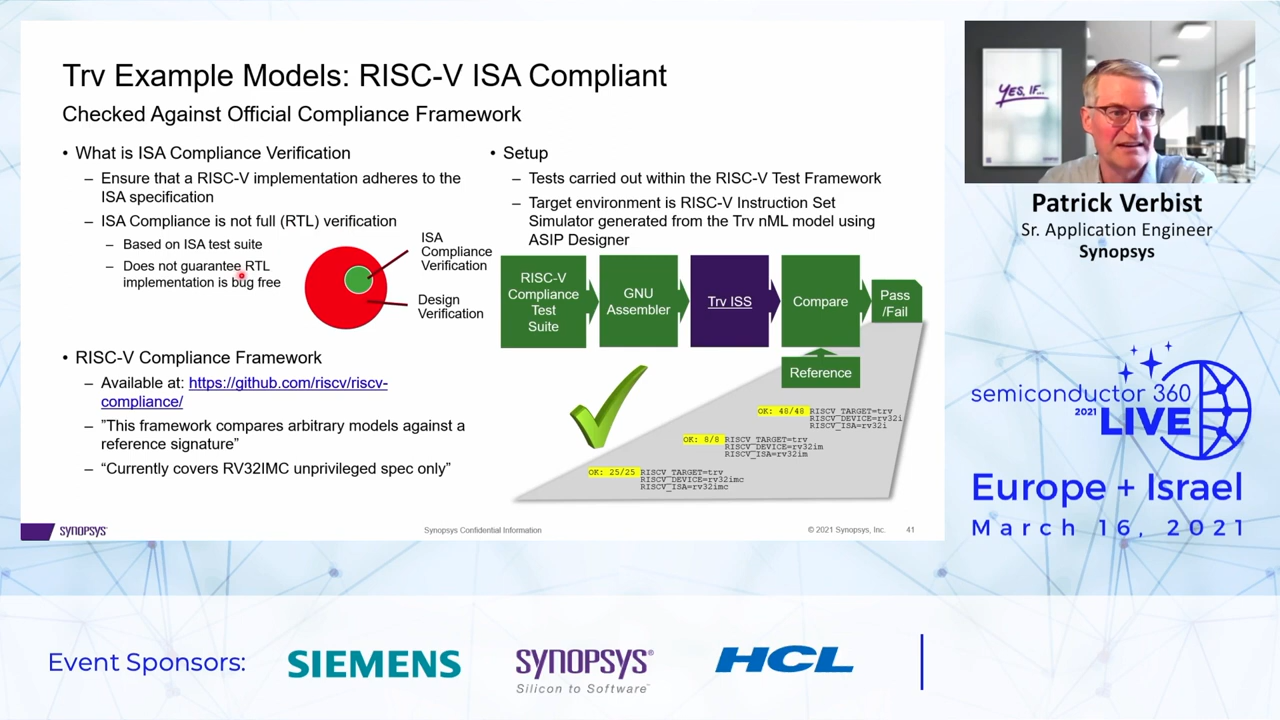 Trv Example Models: RISC-V ISA Compliant
Checked Against Official Compliance Framework
• What is ISA Compliance Verification
– Ensure that a RISC-V implementation adheres to the
ISA specification
– ISA Compliance is not full (RTL) verification
– Based on ISA test suite
– Does not guarantee RTL
implementation is bug free
ISA
Compliance
Verification
Design
Verification
• RISC-V Compliance Framework
– Available at: https://github.com/riscv/riscv-
compliance/
– ”This framework compares arbitrary models against a
reference signature”
– “Currently covers RV32IMC unprivileged spec only”
• Setup
– Tests carried out within the RISC-V Test Framework
– Target environment is RISC-V Instruction Set
Simulator generated from the Trv nML model using
ASIP Designer
RISC-V
Compliance
Test
Suite
GNU
Assembler
Trv ISS
Compare
Pass
/Fail
Reference
OK: 48/48 RISCV_TARGET=trv
RISCV_DEVICE=rv32i
RISCV_ISA=rv32i
OK: 8/8 RISCV_TARGET=trv
RISCV_DEVICE=rv32im
RISCV_ISA=rv32im
OK: 25/25 RISCV_TARGET=trv
RISCV_DEVICE=rv32imc
RISCV_ISA=rv32imc
SYNOPSYS
Synopsys Confidential Information
© 2021 Synopsys, Inc.
41
YES, IF...
Patrick Verbist
Sr. Application Engineer
Synopsys
semiconductor 360
2021 LIVE
Europe + Israel
March 16, 2021
Event Sponsors:
SIEMENS
SYNOPSYS®
Silicon to Software™
HCL